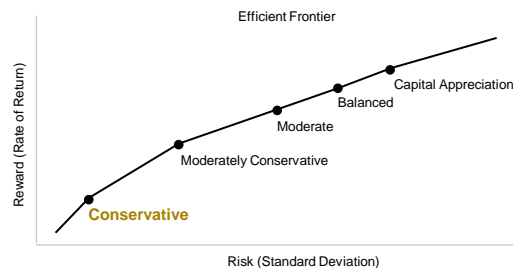 Efficient Frontier
Reward (Rate of Return)
Capital Appreciation
Balanced
Moderate
Moderately Conservative
Conservative
Risk (Standard Deviation)